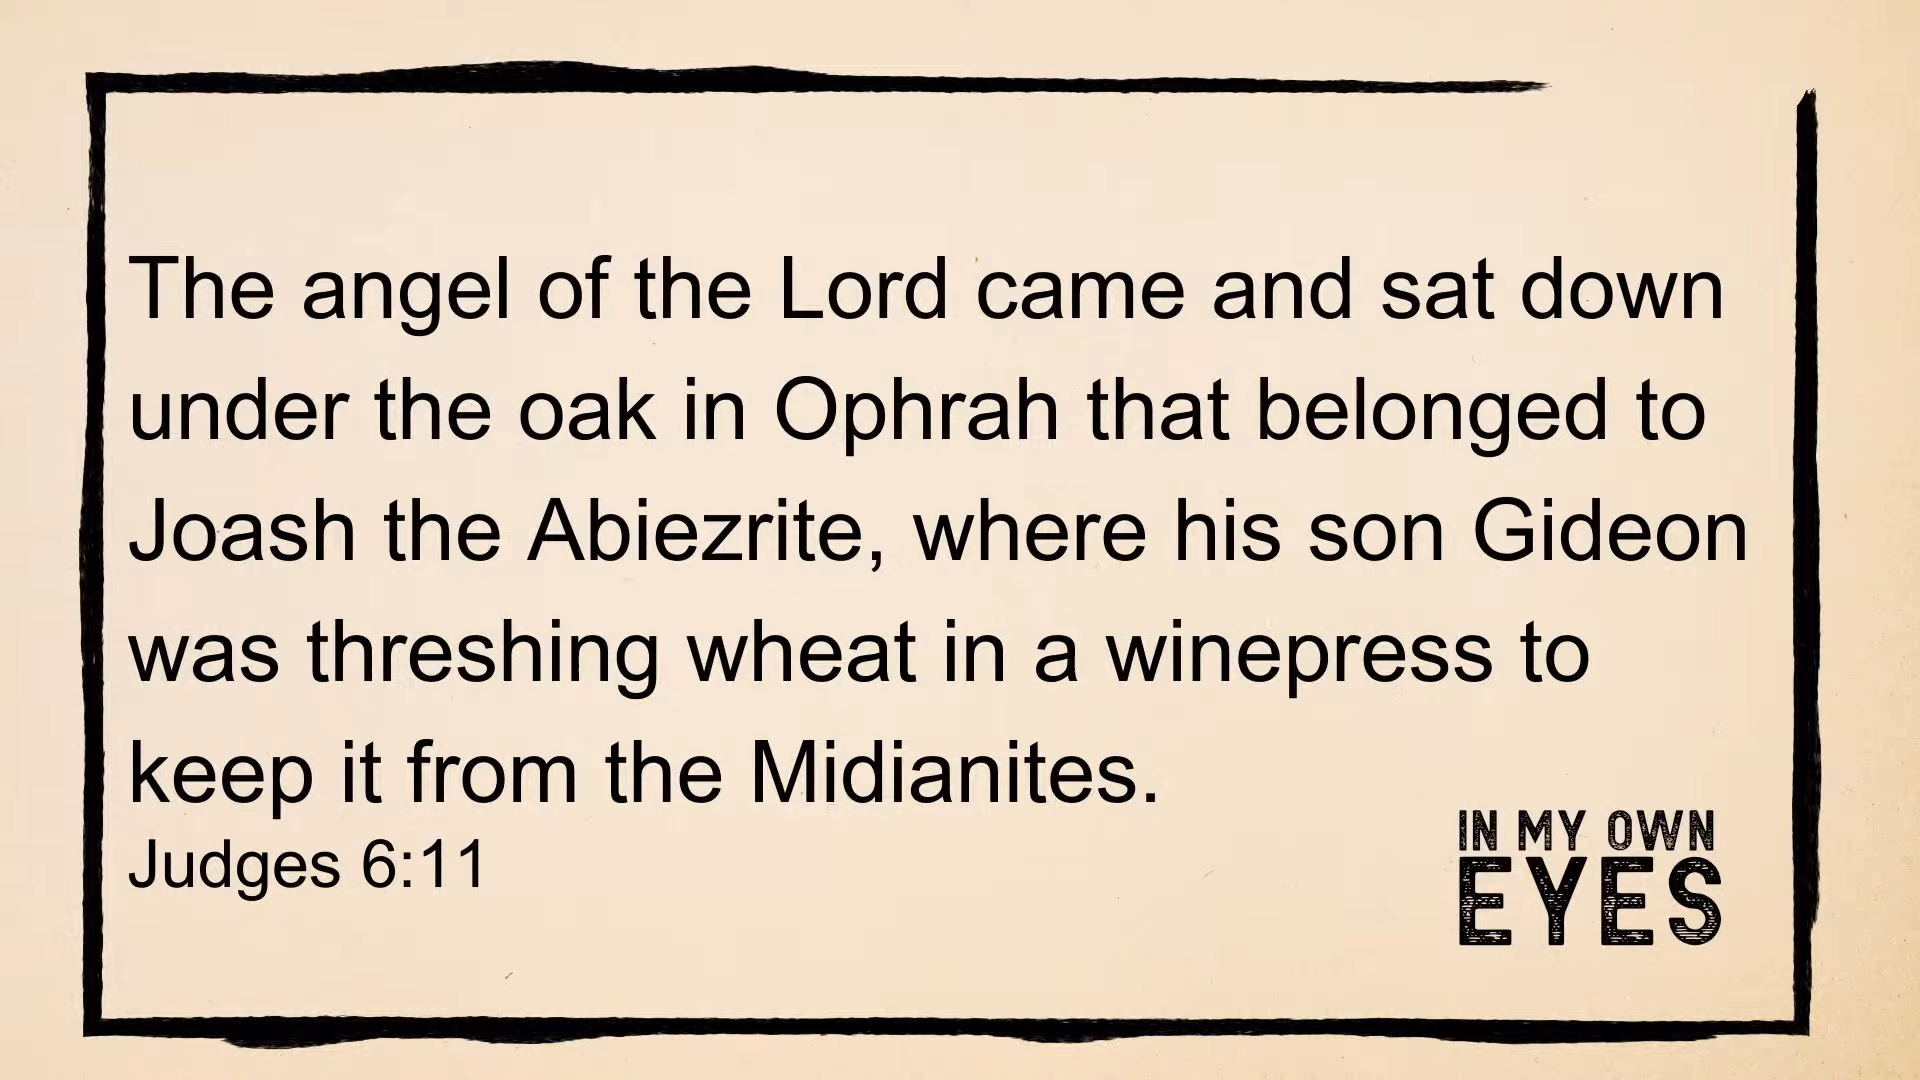 The angel of the Lord came and sat down
under the oak in Ophrah that belonged to
Joash the Abiezrite, where his son Gideon
was threshing wheat in a winepress to
keep it from the Midianites.
Judges 6:11
IN MY OWN
EYES